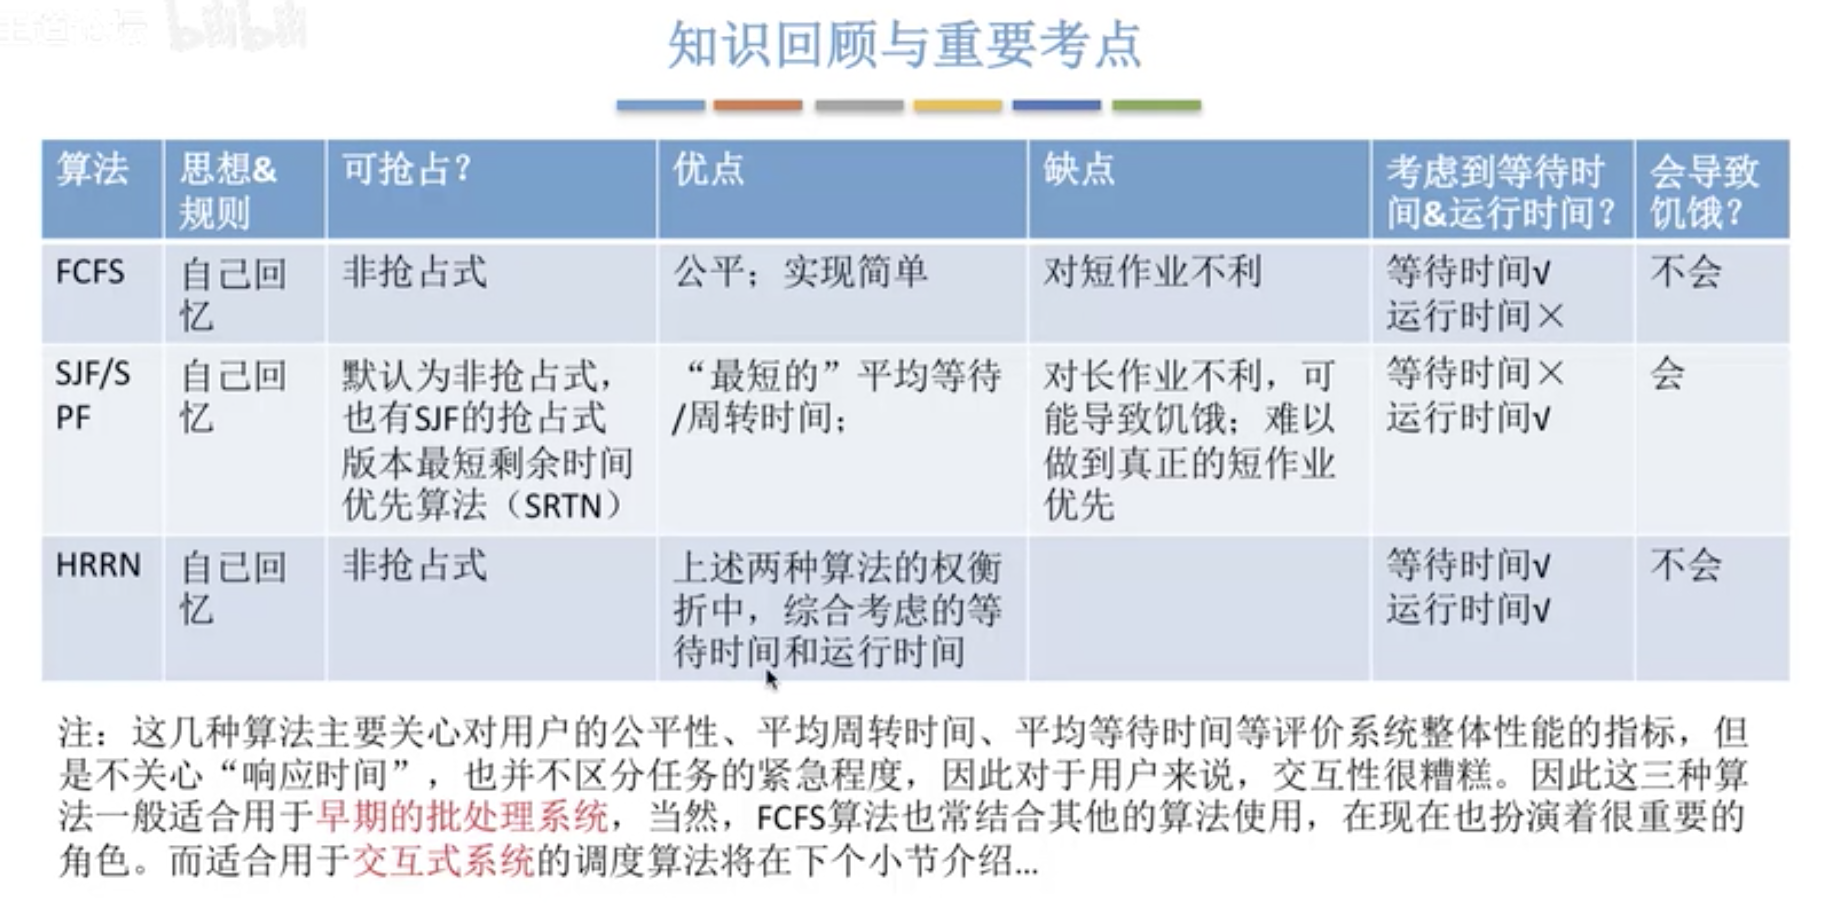 bilibili
知识回顾与重要考点
算法
思想&
规则
可抢占？
优点
缺点
考虑到等待时
间&运行时间？
会导致
饥饿？
FCFS
自己回
忆
非抢占式
公平；实现简单
对短作业不利
等待时间√
运行时间×
不会
SJF/S
PF
自己回
忆
默认为非抢占式，
也有SJF的抢占式
版本最短剩余时间
优先算法（SRTN）
“最短的”平均等待
/周转时间；
对长作业不利，可
能导致饥饿；难以
做到真正的短作业
优先
等待时间×
运行时间√
会
HRRN
自己回
忆
非抢占式
上述两种算法的权衡
折中，综合考虑的等
待时间和运行时间
等待时间√
运行时间√
不会
注：这几种算法主要关心对用户的公平性、平均周转时间、平均等待时间等评价系统整体性能的指标，但
是不关心“响应时间”，也并不区分任务的紧急程度，因此对于用户来说，交互性很糟糕。因此这三种算
法一般适合用于早期的批处理系统，当然，FCFS算法也常结合其他的算法使用，在现在也扮演着很重要的
角色。而适合用于交互式系统的调度算法将在下个小节介绍...